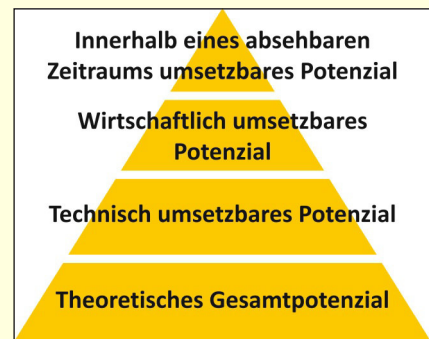 Innerhalb eines absehbaren
Zeitraums umsetzbares Potenzial
Wirtschaftlich umsetzbares
Potenzial
Technisch umsetzbares Potenzial
Theoretisches Gesamtpotenzial